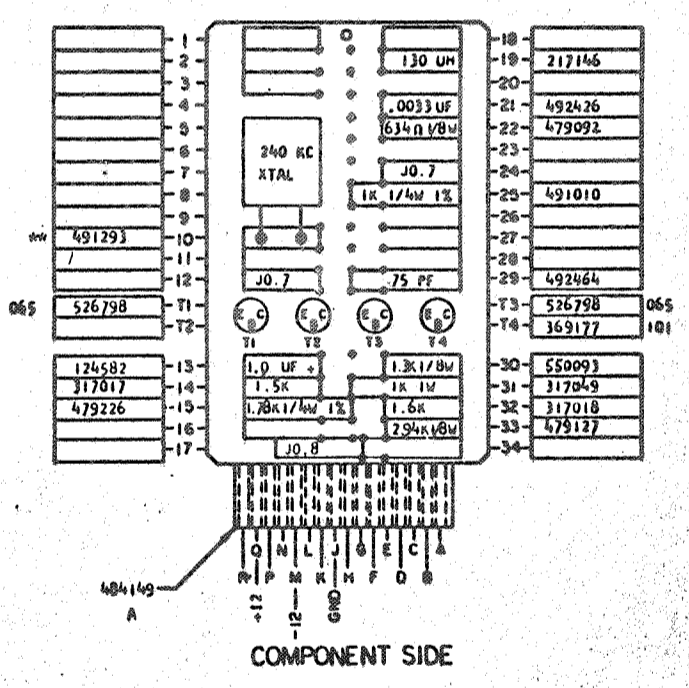 1 18
2 130 UH 19 217146
3 20
4 .0033 UF 21 492426
5 634Ω 1/8W 22 479092
6 240 KC 23
7 XTAL J0.7 24
8 1K 1/4W 1% 25 491010
9 26
** 491293 10 27
11 28
12 J0.7 75 PF 29 492464
065 526798 T1 E C E C E C E C T3 526798 065
T2 B B B B T4 369177 101
T1 T2 T3 T4
124582 13 1.0 UF + 1.3K 1/8W 30 550093
317017 14 1.5K 1K 1W 31 317049
479226 15 1.78K 1/4W 1% 1.6K 32 317018
16 2.94K 1/8W 33 479127
17 J0.8 34
R Q P N M L K J H G F E D C B A
+12 -12 GND
484149
A
COMPONENT SIDE